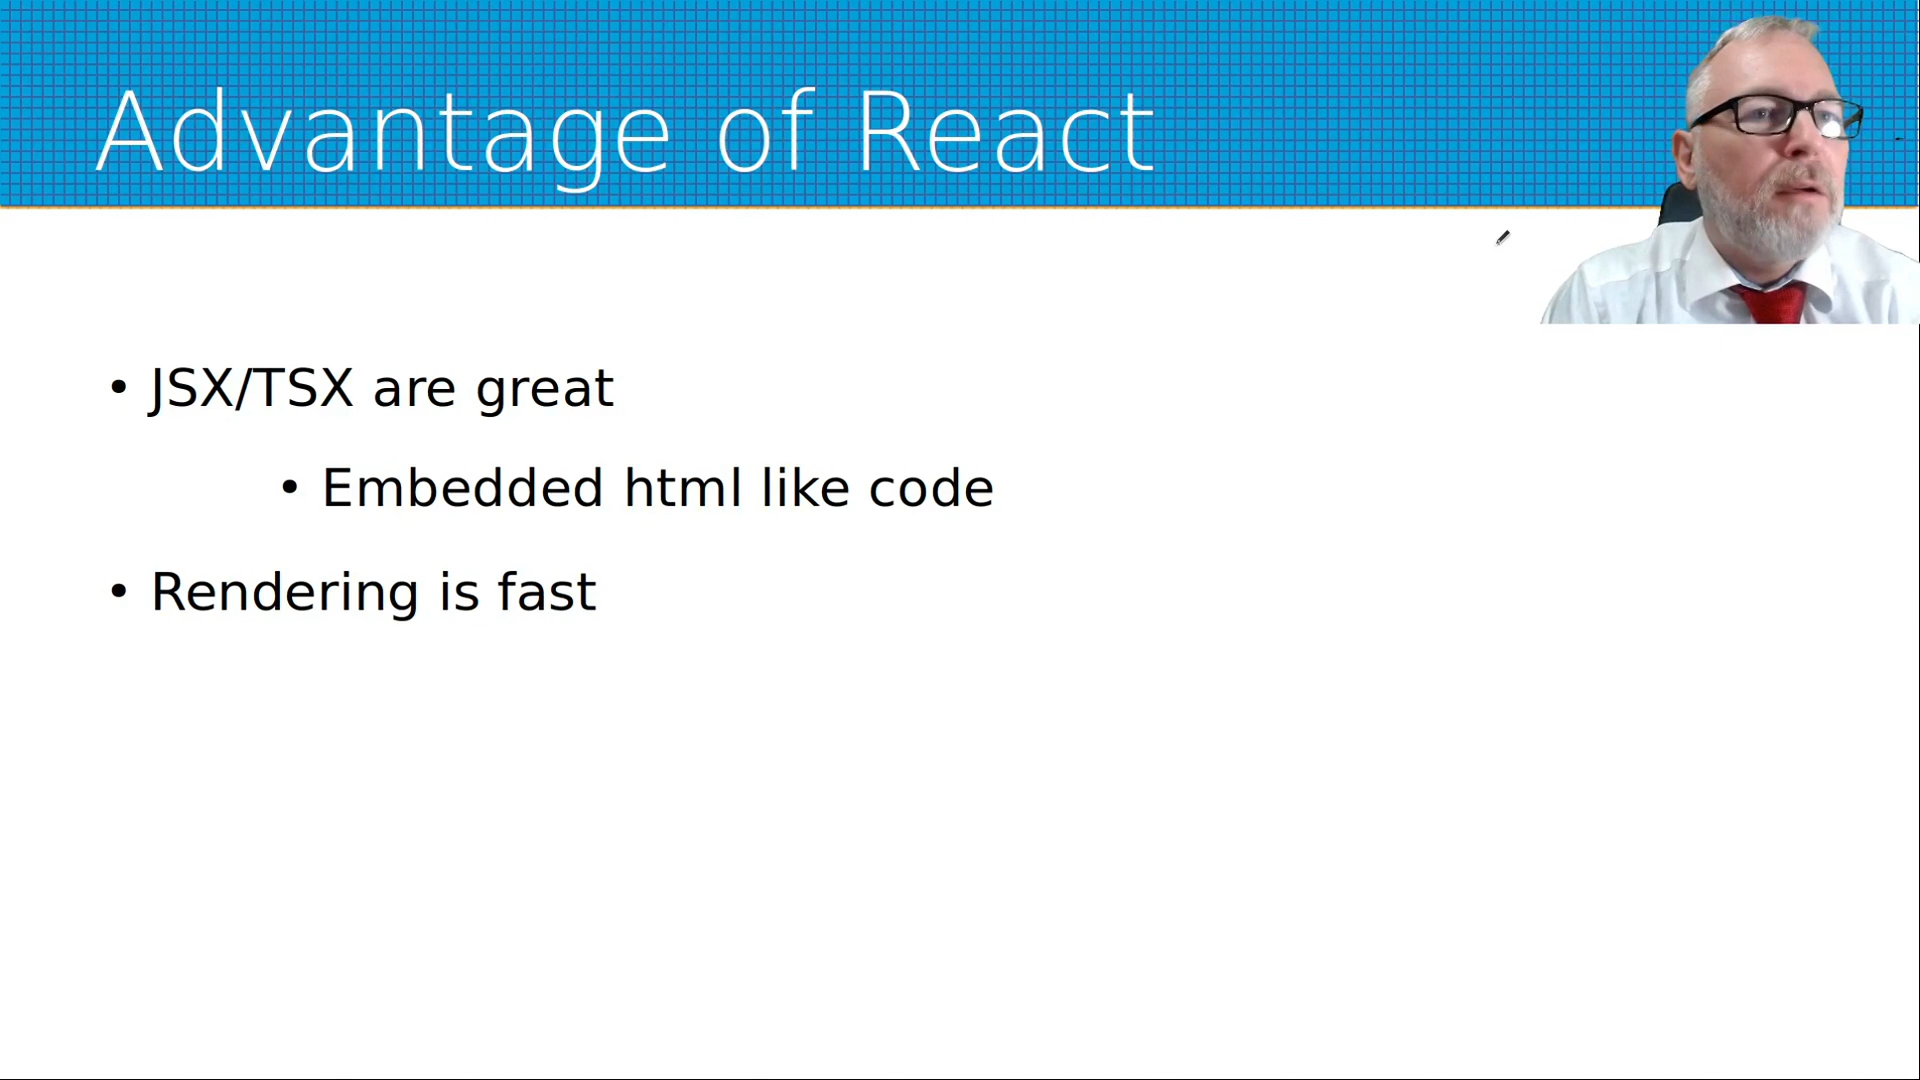 Advantage of React
• JSX/TSX are great
• Embedded html like code
• Rendering is fast